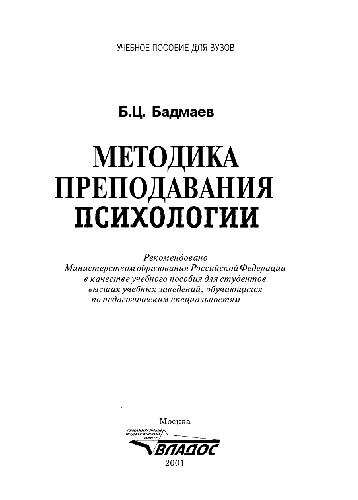 УЧЕБНОЕ ПОСОБИЕ ДЛЯ ВУЗОВ
Б.Ц. Бадмаев
МЕТОДИКА
ПРЕПОДАВАНИЯ
ПСИХОЛОГИИ
Рекомендовано
Министерством образования Российской Федерации
в качестве учебного пособия для студентов
высших учебных заведений, обучающихся
по педагогическим специальностям
Москва
ВЛАДОС
2001